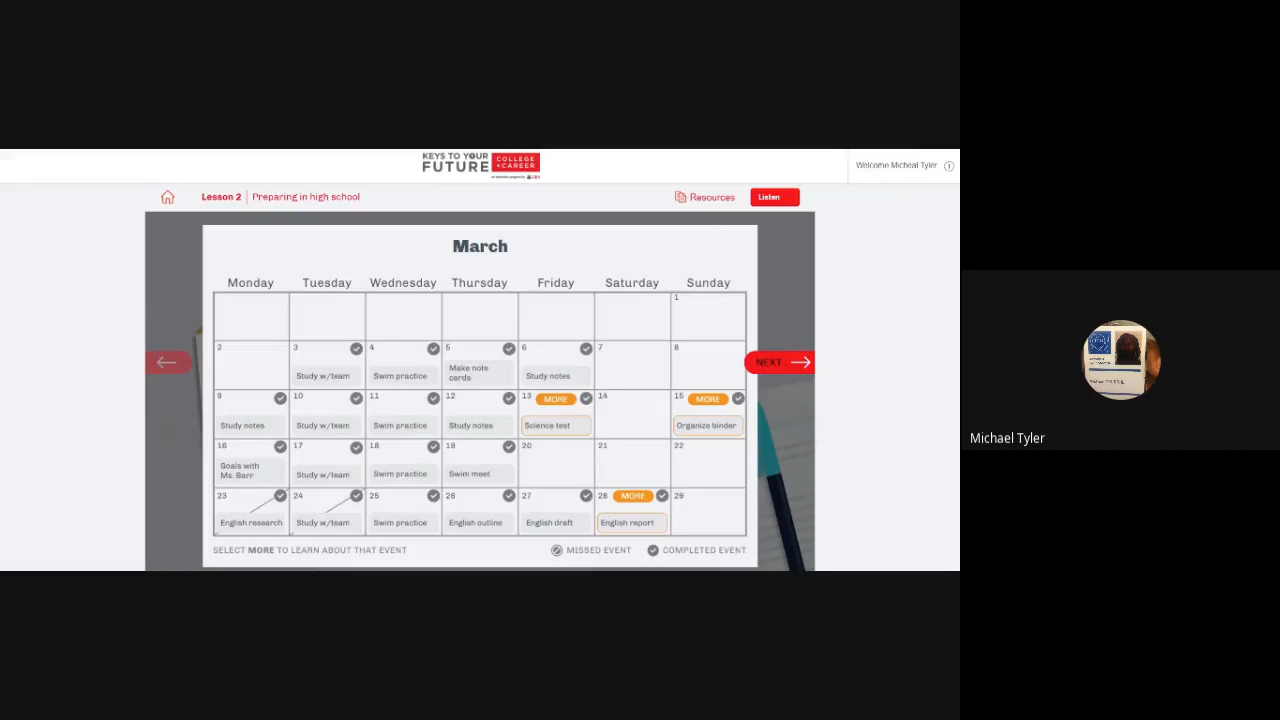 KEYS TO YOUR
FUTURE
COLLEGE
+CAREER
Welcome Micheal Tyler
Lesson 2 | Preparing in high school
Resources
Listen
March
Monday Tuesday Wednesday Thursday Friday Saturday Sunday
1
2 3 4 5 6 7 8
Study w/team Swim practice Make note cards Study notes
9 10 11 12 13 MORE 14 15 MORE
Study notes Study w/team Swim practice Study notes Science test Organize binder
16 17 18 19 20 21 22
Goals with Ms. Barr Study w/team Swim practice Swim meet
23 24 25 26 27 28 MORE 29
English research Study w/team Swim practice English outline English draft English report
SELECT MORE TO LEARN ABOUT THAT EVENT
MISSED EVENT
COMPLETED EVENT
NEXT
Michael Tyler